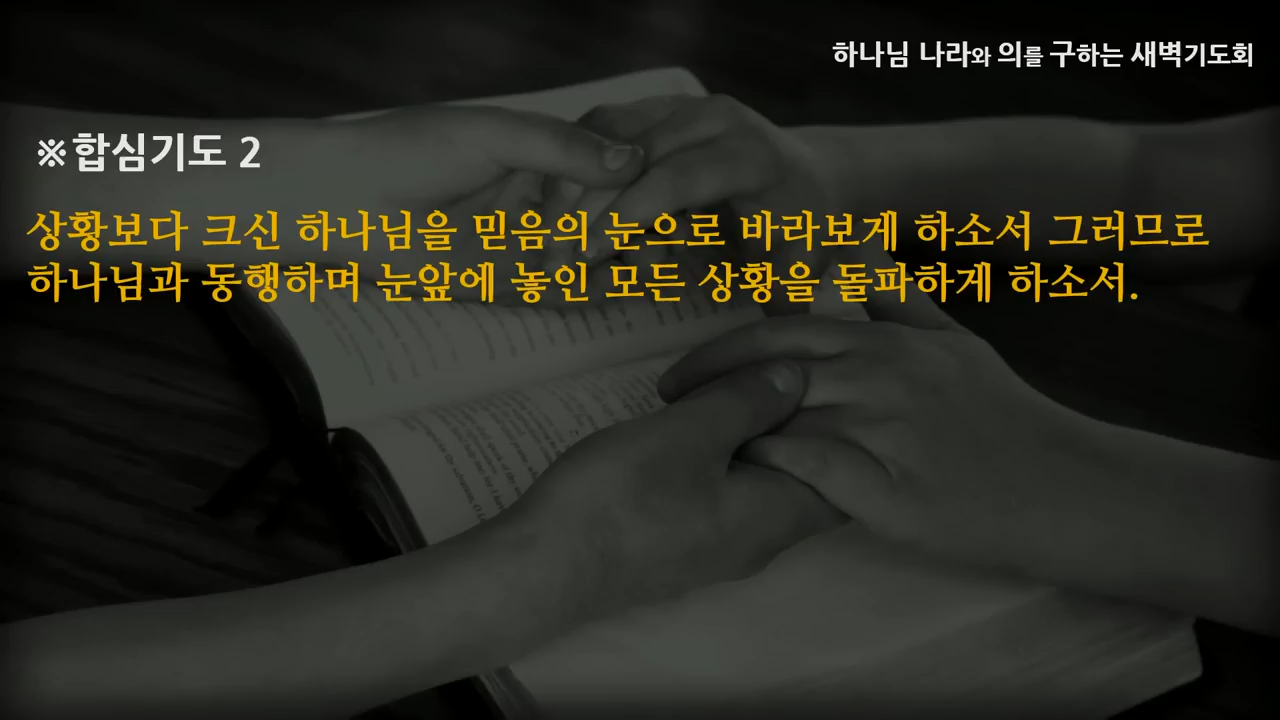 하나님 나라와 의를 구하는 새벽기도회
※합심기도 2
상황보다 크신 하나님을 믿음의 눈으로 바라보게 하소서 그러므로
하나님과 동행하며 눈앞에 놓인 모든 상황을 돌파하게 하소서.